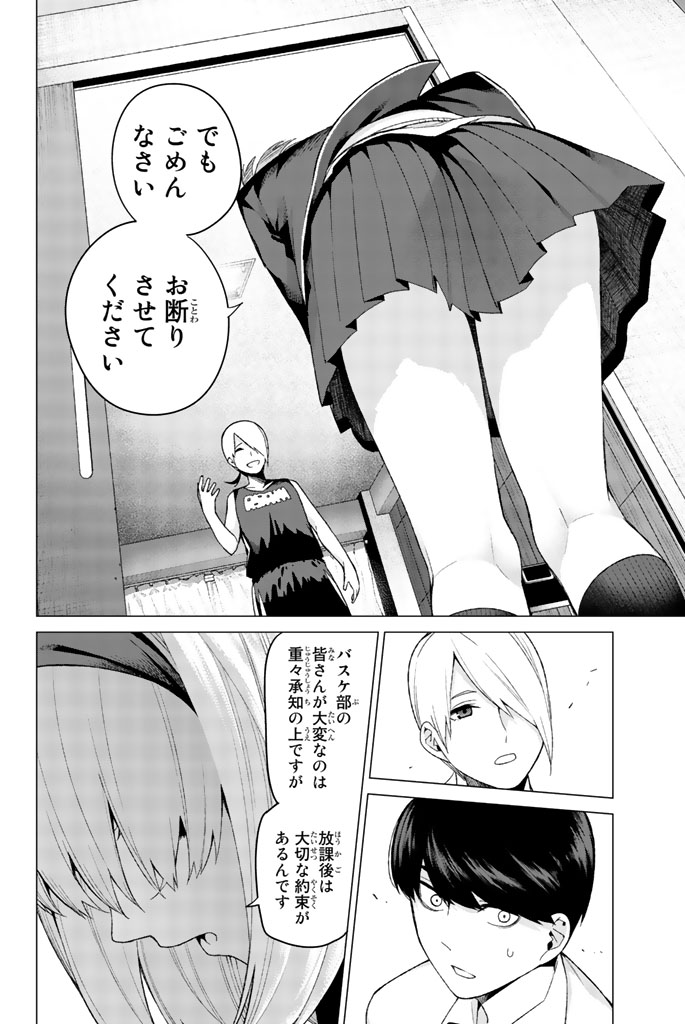 でも
ごめん
なさい
お断り
させて
ください
バスケ部の
皆さんが大変なのは
重々承知の上ですが
放課後は
大切な約束が
あるんです